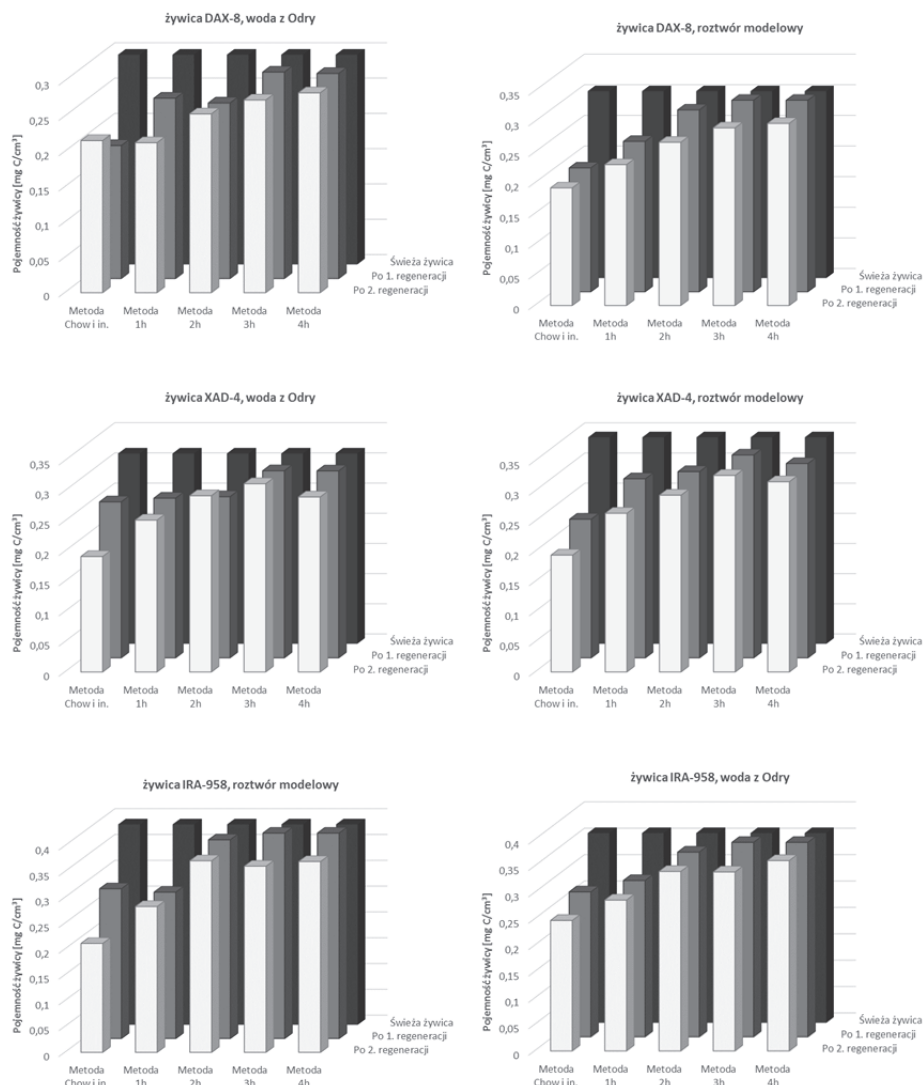 żywica DAX-8, woda z Odry
Pojemność żywicy [mg C/cm³]
0,3
0,25
0,2
0,15
0,1
0,05
0
Świeża żywica
Po 1. regeneracji
Po 2. regeneracji
Metoda Metoda Metoda Metoda Metoda
Chow i in. 1h 2h 3h 4h
żywica DAX-8, roztwór modelowy
Pojemność żywicy [mg C/cm³]
0,35
0,3
0,25
0,2
0,15
0,1
0,05
0
Świeża żywica
Po 1. regeneracji
Po 2. regeneracji
Metoda Metoda Metoda Metoda Metoda
Chow i in. 1h 2h 3h 4h
żywica XAD-4, woda z Odry
Pojemność żywicy [mg C/cm³]
0,35
0,3
0,25
0,2
0,15
0,1
0,05
0
Świeża żywica
Po 1. regeneracji
Po 2. regeneracji
Metoda Metoda Metoda Metoda Metoda
Chow i in. 1h 2h 3h 4h
żywica XAD-4, roztwór modelowy
Pojemność żywicy [mg C/cm³]
0,35
0,3
0,25
0,2
0,15
0,1
0,05
0
Świeża żywica
Po 1. regeneracji
Po 2. regeneracji
Metoda Metoda Metoda Metoda Metoda
Chow i in. 1h 2h 3h 4h
żywica IRA-958, roztwór modelowy
Pojemność żywicy [mg C/cm³]
0,4
0,35
0,3
0,25
0,2
0,15
0,1
0,05
0
Świeża żywica
Po 1. regeneracji
Po 2. regeneracji
Metoda Metoda Metoda Metoda Metoda
Chow i in. 1h 2h 3h 4h
żywica IRA-958, woda z Odry
Pojemność żywicy [mg C/cm³]
0,4
0,35
0,3
0,25
0,2
0,15
0,1
0,05
0
Świeża żywica
Po 1. regeneracji
Po 2. regeneracji
Metoda Metoda Metoda Metoda Metoda
Chow i in. 1h 2h 3h 4h